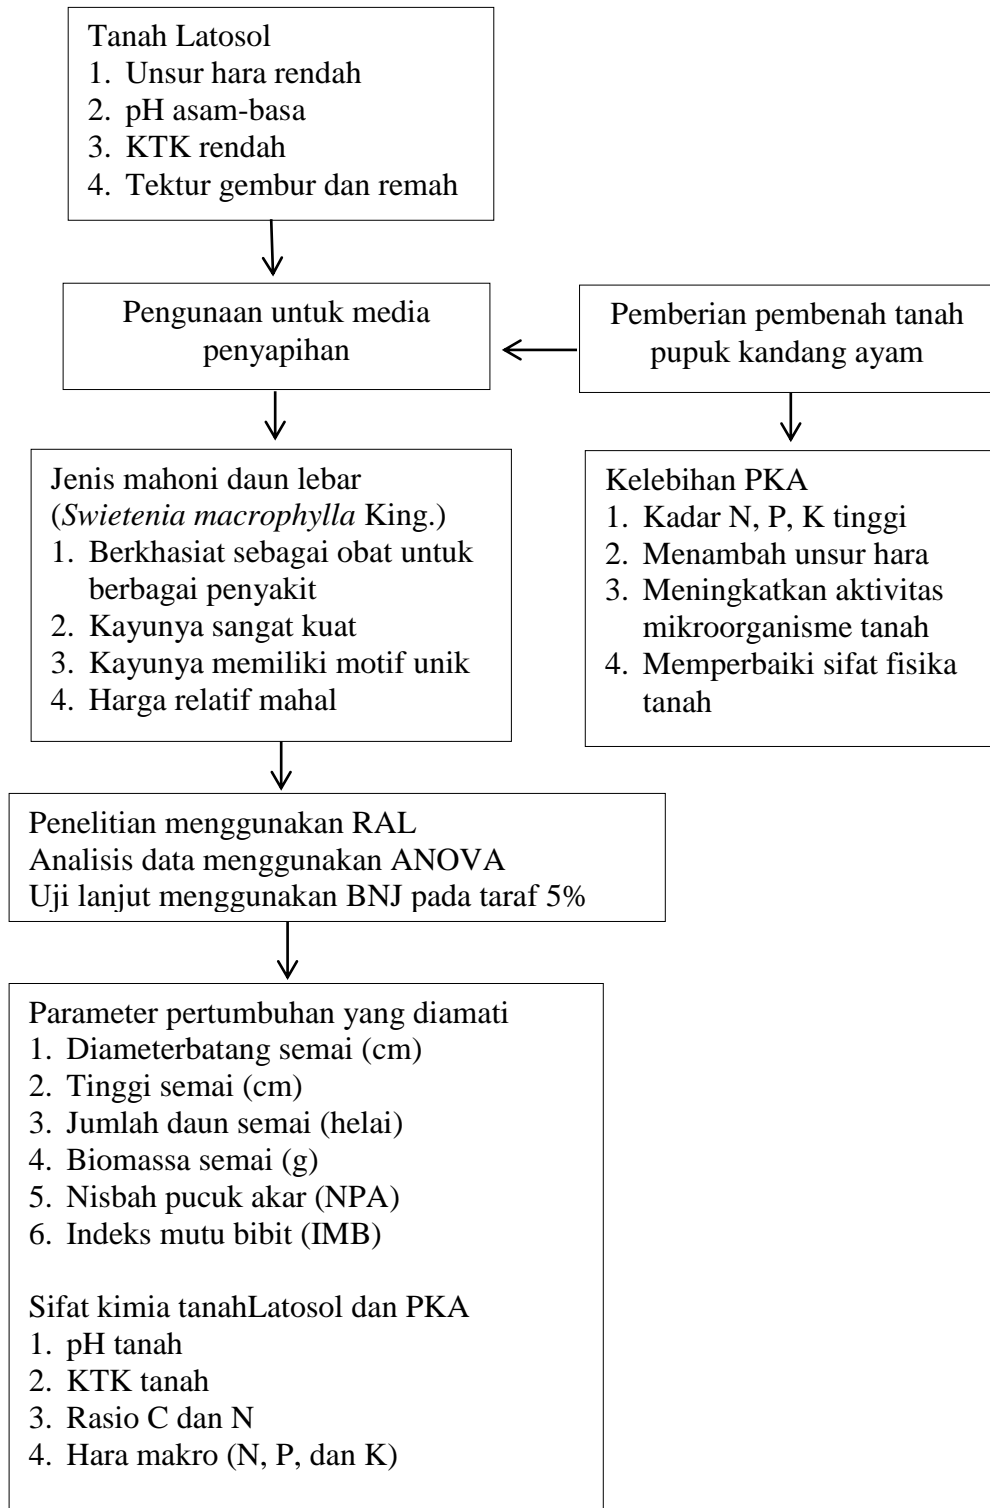 Tanah Latosol
1. Unsur hara rendah
2. pH asam-basa
3. KTK rendah
4. Tektur gembur dan remah
Pengunaan untuk media
penyapihan
Pemberian pembenah tanah
pupuk kandang ayam
Jenis mahoni daun lebar
(Swietenia macrophylla King.)
1. Berkhasiat sebagai obat untuk
berbagai penyakit
2. Kayunya sangat kuat
3. Kayunya memiliki motif unik
4. Harga relatif mahal
Kelebihan PKA
1. Kadar N, P, K tinggi
2. Menambah unsur hara
3. Meningkatkan aktivitas
mikroorganisme tanah
4. Memperbaiki sifat fisika
tanah
Penelitian menggunakan RAL
Analisis data menggunakan ANOVA
Uji lanjut menggunakan BNJ pada taraf 5%
Parameter pertumbuhan yang diamati
1. Diameterbatang semai (cm)
2. Tinggi semai (cm)
3. Jumlah daun semai (helai)
4. Biomassa semai (g)
5. Nisbah pucuk akar (NPA)
6. Indeks mutu bibit (IMB)
Sifat kimia tanahLatosol dan PKA
1. pH tanah
2. KTK tanah
3. Rasio C dan N
4. Hara makro (N, P, dan K)